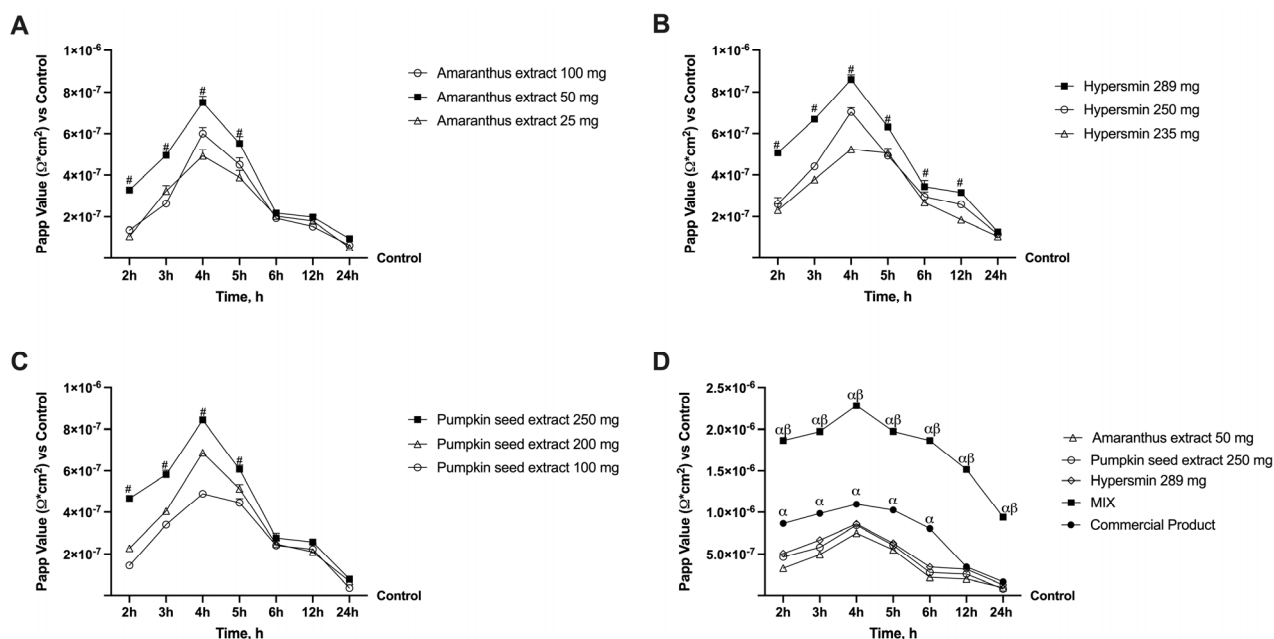 A
Papp Value (Ω*cm²) vs Control
1×10⁻⁶
8×10⁻⁷
6×10⁻⁷
4×10⁻⁷
2×10⁻⁷
#
#
#
#
Amaranthus extract 100 mg
Amaranthus extract 50 mg
Amaranthus extract 25 mg
Control
2h 3h 4h 5h 6h 12h 24h
Time, h
B
Papp Value (Ω*cm2) vs Control
1×10⁻⁶
8×10⁻⁷
6×10⁻⁷
4×10⁻⁷
2×10⁻⁷
#
#
#
#
#
#
Hypersmin 289 mg
Hypersmin 250 mg
Hypersmin 235 mg
Control
2h 3h 4h 5h 6h 12h 24h
Time, h
C
Papp Value (Ω*cm2) vs Control
1×10⁻⁶
8×10⁻⁷
6×10⁻⁷
4×10⁻⁷
2×10⁻⁷
#
#
#
#
Pumpkin seed extract 250 mg
Pumpkin seed extract 200 mg
Pumpkin seed extract 100 mg
Control
2h 3h 4h 5h 6h 12h 24h
Time, h
D
Papp Value (Ω*cm2) vs Control
2.5×10⁻⁶
2.0×10⁻⁶
1.5×10⁻⁶
1.0×10⁻⁶
5.0×10⁻⁷
αβ αβ αβ αβ αβ αβ αβ
α α α α α
Amaranthus extract 50 mg
Pumpkin seed extract 250 mg
Hypersmin 289 mg
MIX
Commercial Product
Control
2h 3h 4h 5h 6h 12h 24h
Time, h